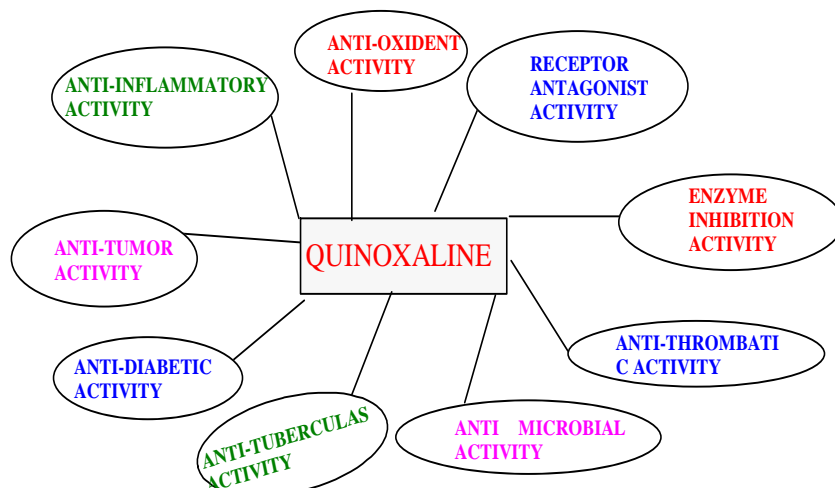 ANTI-OXIDENT
ACTIVITY
RECEPTOR
ANTAGONIST
ACTIVITY
ANTI-INFLAMMATORY
ACTIVITY
ENZYME
INHIBITION
ACTIVITY
ANTI-TUMOR
ACTIVITY
QUINOXALINE
ANTI-THROMBATI
C ACTIVITY
ANTI-DIABETIC
ACTIVITY
ANTI-TUBERCULAS
ACTIVITY
ANTI MICROBIAL
ACTIVITY